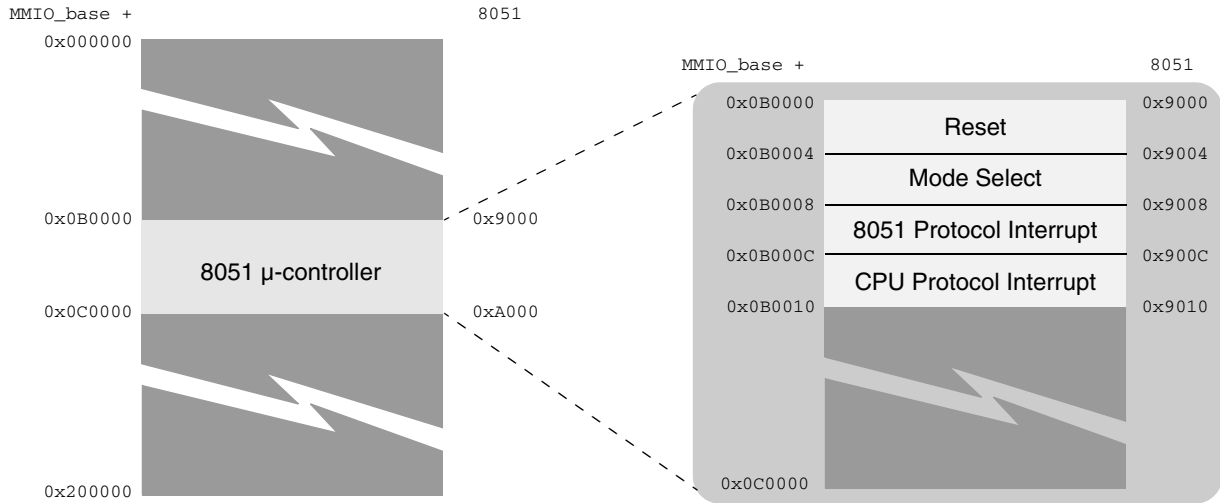 MMIO_base + 8051
0x000000
0x0B0000 0x9000
8051 µ-controller
0x0C0000 0xA000
0x200000
MMIO_base + 8051
0x0B0000 0x9000
Reset
0x0B0004 0x9004
Mode Select
0x0B0008 0x9008
8051 Protocol Interrupt
0x0B000C 0x900C
CPU Protocol Interrupt
0x0B0010 0x9010
0x0C0000